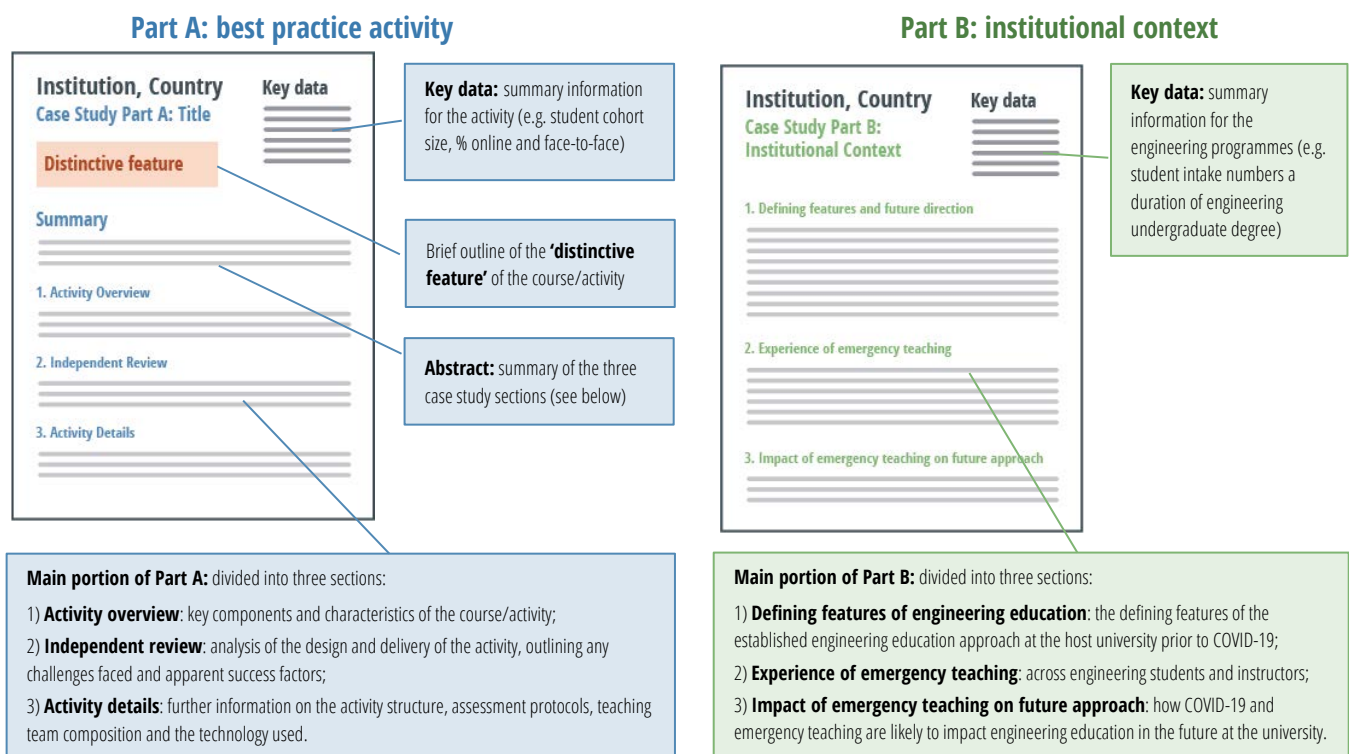 Part A: best practice activity
Institution, Country
Case Study Part A: Title
Key data
Distinctive feature
Summary
1. Activity Overview
2. Independent Review
3. Activity Details
Key data: summary information
for the activity (e.g. student cohort
size, % online and face-to-face)
Brief outline of the ‘distinctive
feature’ of the course/activity
Abstract: summary of the three
case study sections (see below)
Main portion of Part A: divided into three sections:
1) Activity overview: key components and characteristics of the course/activity;
2) Independent review: analysis of the design and delivery of the activity, outlining any
challenges faced and apparent success factors;
3) Activity details: further information on the activity structure, assessment protocols, teaching
team composition and the technology used.
Part B: institutional context
Institution, Country
Case Study Part B:
Institutional Context
Key data
1. Defining features and future direction
2. Experience of emergency teaching
3. Impact of emergency teaching on future approach
Key data: summary
information for the
engineering programmes (e.g.
student intake numbers a
duration of engineering
undergraduate degree)
Main portion of Part B: divided into three sections:
1) Defining features of engineering education: the defining features of the
established engineering education approach at the host university prior to COVID-19;
2) Experience of emergency teaching: across engineering students and instructors;
3) Impact of emergency teaching on future approach: how COVID-19 and
emergency teaching are likely to impact engineering education in the future at the university.